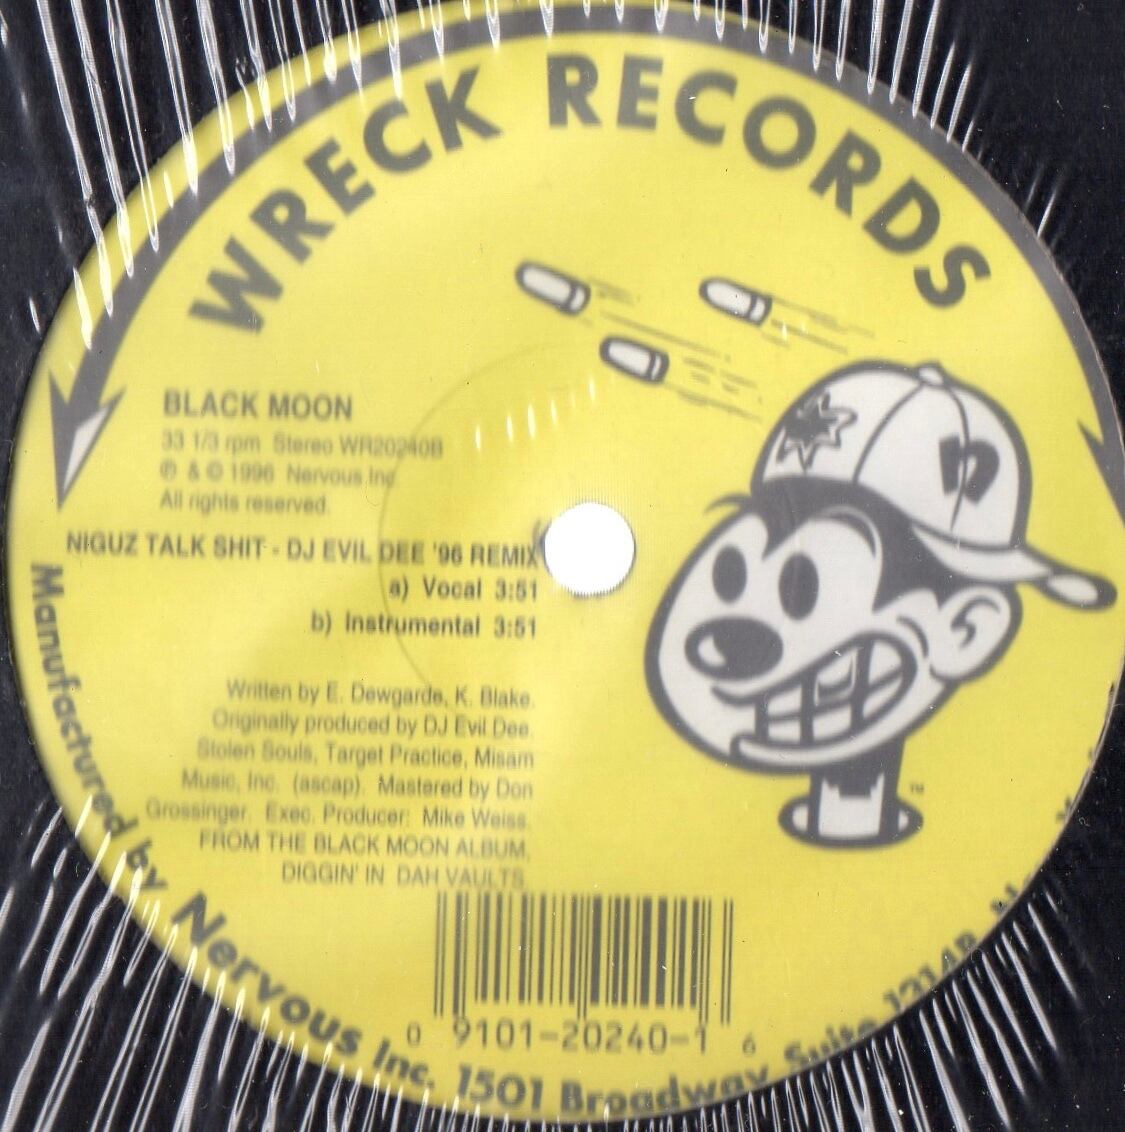 WRECK RECORDS
n
BLACK MOON
33 1/3 rpm Stereo WR20240B
℗ & © 1996 Nervous Inc.
All rights reserved.
NIGUZ TALK SHIT - DJ EVIL DEE '96 REMIX
a) Vocal 3:51
b) Instrumental 3:51
Written by E. Dewgarde, K. Blake.
Originally produced by DJ Evil Dee.
Stolen Souls, Target Practice, Misam
Music, Inc. (ascap). Mastered by Don
Grossinger. Exec. Producer: Mike Weiss.
FROM THE BLACK MOON ALBUM,
DIGGIN' IN DAH VAULTS
TM
0 9101-20240-1 6
Manufactured by Nervous Inc. 1501 Broadway Suite